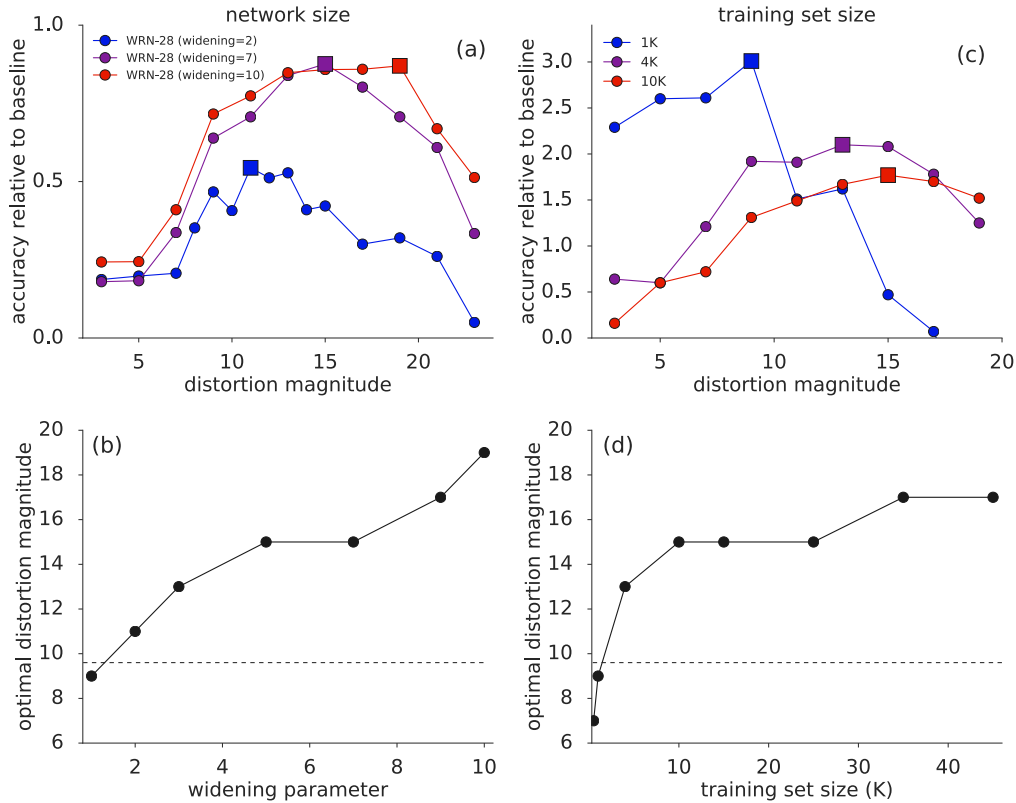 network size
(a)
WRN-28 (widening=2)
WRN-28 (widening=7)
WRN-28 (widening=10)
1.0
0.5
0.0
accuracy relative to baseline
5 10 15 20
distortion magnitude
training set size
(c)
1K
4K
10K
3.0
2.5
2.0
1.5
1.0
0.5
0.0
accuracy relative to baseline
5 10 15 20
distortion magnitude
(b)
20
18
16
14
12
10
8
6
optimal distortion magnitude
2 4 6 8 10
widening parameter
(d)
20
18
16
14
12
10
8
6
optimal distortion magnitude
10 20 30 40
training set size (K)